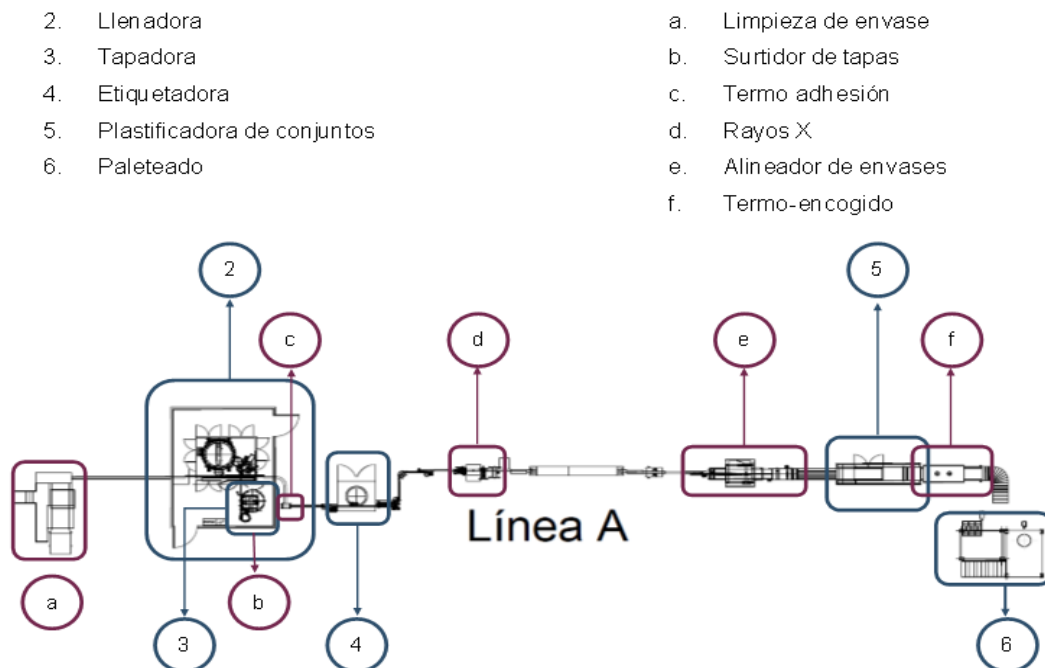 2. Llenadora
3. Tapadora
4. Etiquetadora
5. Plastificadora de conjuntos
6. Paleteado
a. Limpieza de envase
b. Surtidor de tapas
c. Termo adhesión
d. Rayos X
e. Alineador de envases
f. Termo-encogido
2
5
c
d
e
f
Línea A
a
b
3
4
6